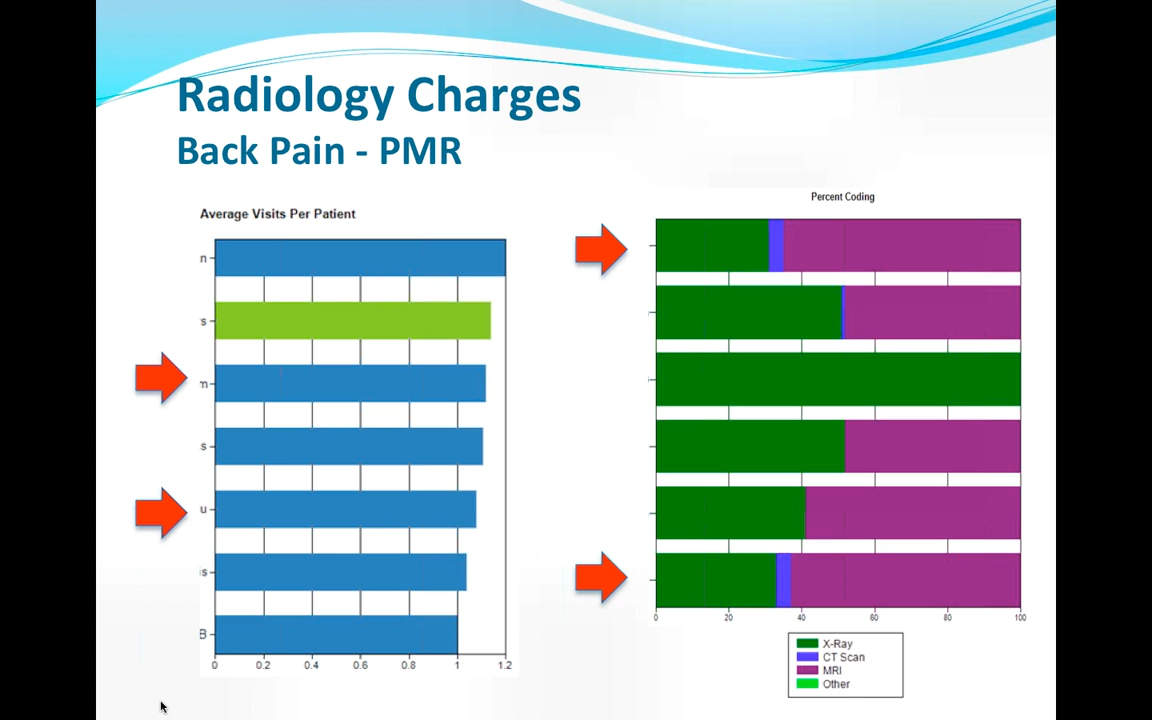 Radiology Charges
Back Pain - PMR
Average Visits Per Patient
n
s
m
s
u
is
B
0 0.2 0.4 0.6 0.8 1 1.2
Percent Coding
0 20 40 60 80 100
X-Ray
CT Scan
MRI
Other